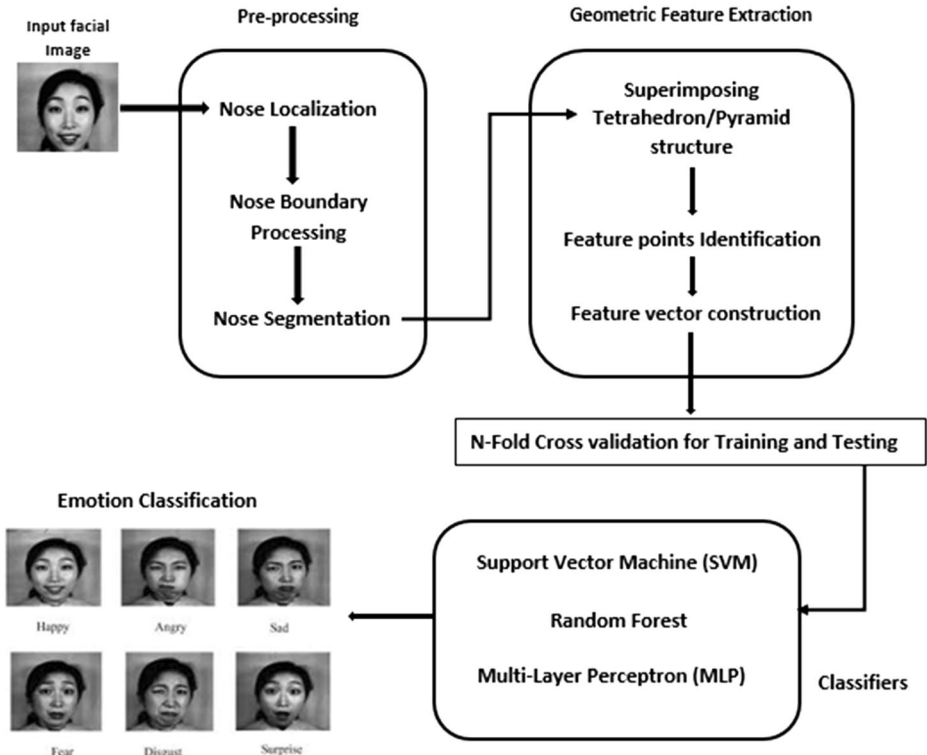 Input facial
Image
Pre-processing
Nose Localization
Nose Boundary
Processing
Nose Segmentation
Geometric Feature Extraction
Superimposing
Tetrahedron/Pyramid
structure
Feature points Identification
Feature vector construction
N-Fold Cross validation for Training and Testing
Support Vector Machine (SVM)
Random Forest
Multi-Layer Perceptron (MLP)
Classifiers
Emotion Classification
Happy
Angry
Sad
Fear
Disgust
Surprise